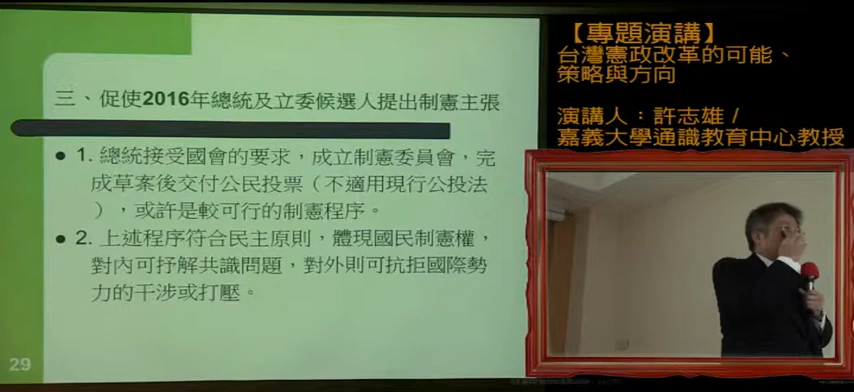 三、促使2016年總統及立委候選人提出制憲主張
● 1. 總統接受國會的要求，成立制憲委員會，完
成草案後交付公民投票（不適用現行公投法
），或許是較可行的制憲程序。
● 2. 上述程序符合民主原則，體現國民制憲權，
對內可抒解共識問題，對外則可抗拒國際勢
力的干涉或打壓。
29
【專題演講】
台灣憲政改革的可能、
策略與方向
演講人：許志雄 /
嘉義大學通識教育中心教授